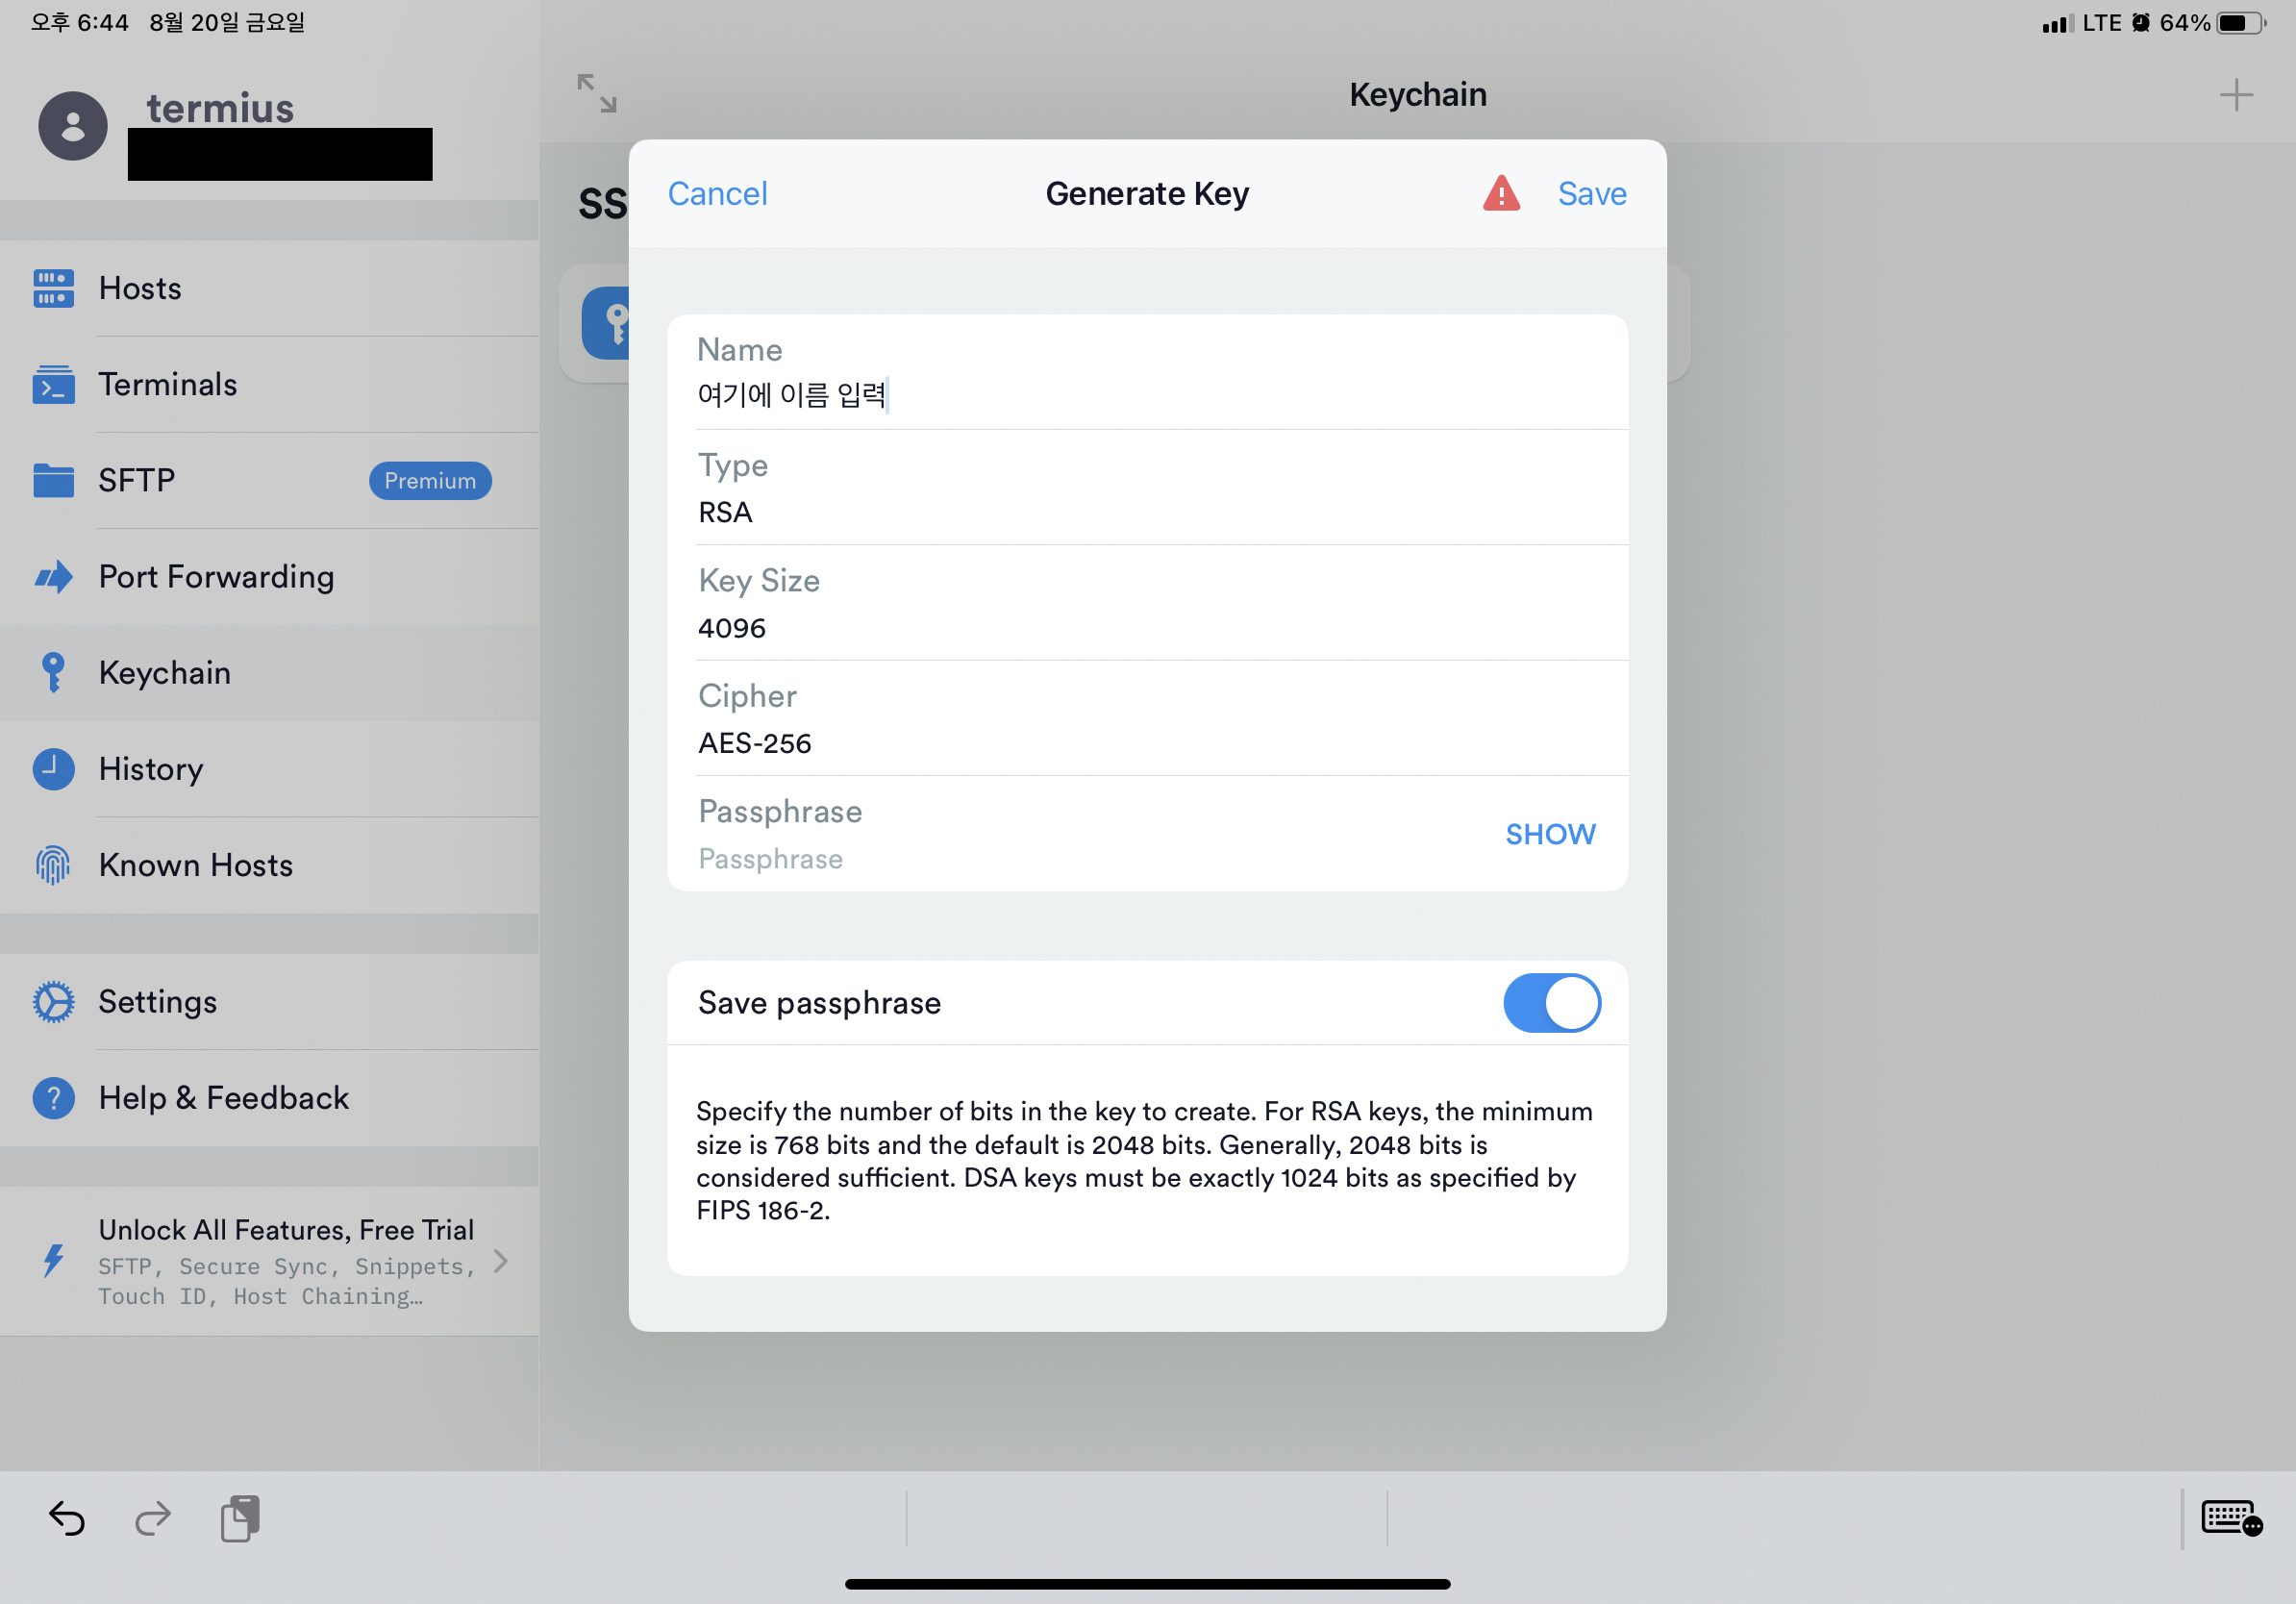 오후 6:44 8월 20일 금요일
LTE 64%
termius
Hosts
Terminals
SFTP Premium
Port Forwarding
Keychain
History
Known Hosts
Settings
Help & Feedback
Unlock All Features, Free Trial
SFTP, Secure Sync, Snippets,
Touch ID, Host Chaining…
Keychain
SS
Cancel Generate Key Save
Name
여기에 이름 입력
Type
RSA
Key Size
4096
Cipher
AES-256
Passphrase
Passphrase
SHOW
Save passphrase
Specify the number of bits in the key to create. For RSA keys, the minimum
size is 768 bits and the default is 2048 bits. Generally, 2048 bits is
considered sufficient. DSA keys must be exactly 1024 bits as specified by
FIPS 186-2.